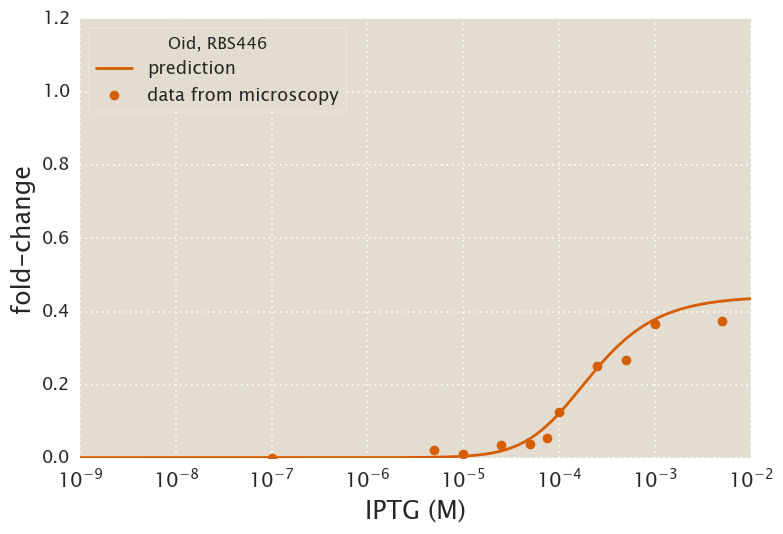 Oid, RBS446
prediction
data from microscopy
fold-change
1.2
1.0
0.8
0.6
0.4
0.2
0.0
10⁻⁹ 10⁻⁸ 10⁻⁷ 10⁻⁶ 10⁻⁵ 10⁻⁴ 10⁻³ 10⁻²
IPTG (M)